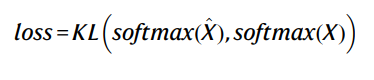 loss = KL(softmax(X̂), softmax(X))